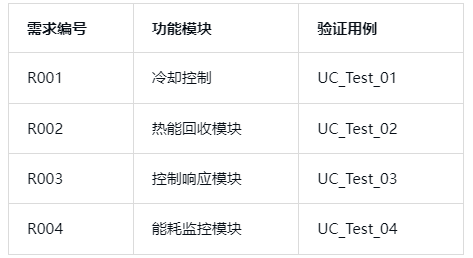 需求编号 功能模块 验证用例
R001 冷却控制 UC_Test_01
R002 热能回收模块 UC_Test_02
R003 控制响应模块 UC_Test_03
R004 能耗监控模块 UC_Test_04